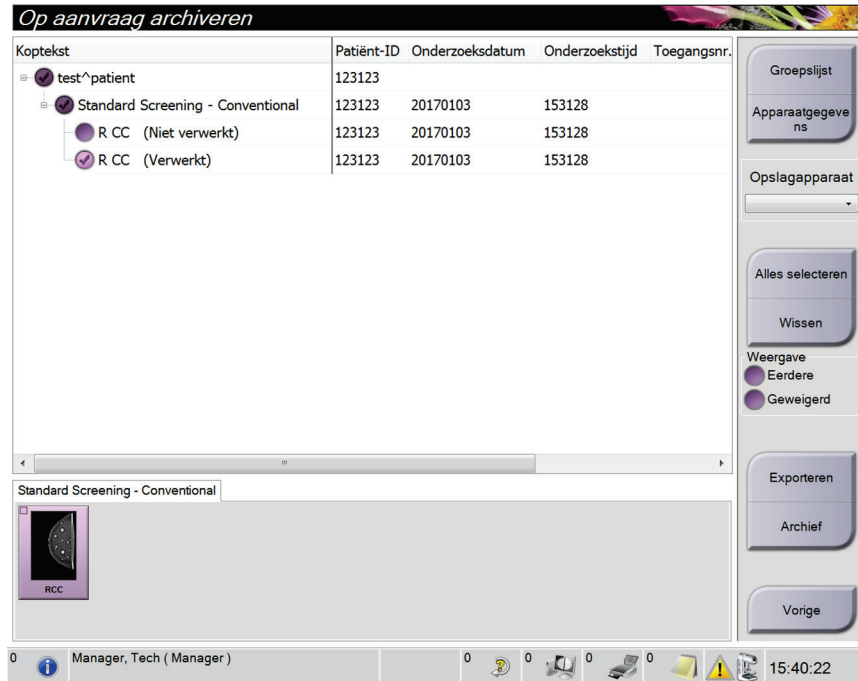 Op aanvraag archiveren
Koptekst Patiënt-ID Onderzoeksdatum Onderzoekstijd Toegangsnr.
test^patient 123123
Standard Screening - Conventional 123123 20170103 153128
R CC (Niet verwerkt) 123123 20170103 153128
R CC (Verwerkt) 123123 20170103 153128
Groepslijst
Apparaatgegeve
ns
Opslagapparaat
Alles selecteren
Wissen
Weergave
Eerdere
Geweigerd
Exporteren
Archief
Vorige
Standard Screening - Conventional
RCC
0 Manager, Tech ( Manager ) 0 0 0 0 15:40:22